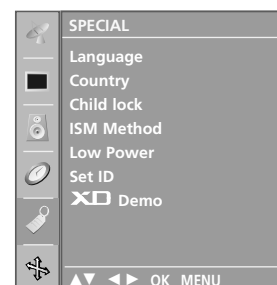 SPECIAL
Language
Country
Child lock
ISM Method
Low Power
Set ID
XD Demo
▲▼ ◄► OK MENU